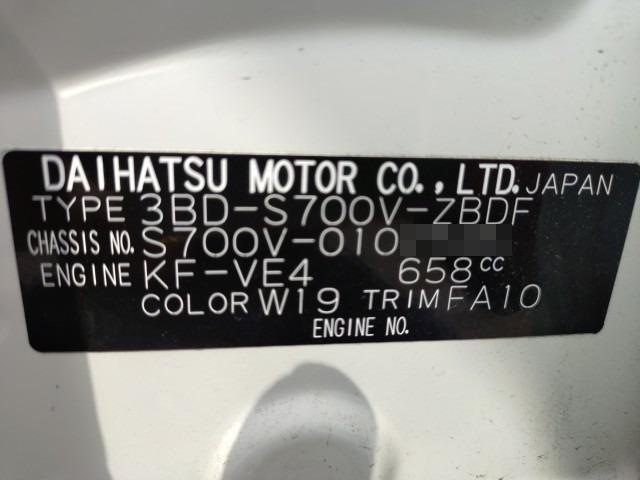 DAIHATSU MOTOR CO., LTD. JAPAN
TYPE 3BD-S700V-ZBDF
CHASSIS NO. S700V-010
ENGINE KF-VE4 658cc
COLOR W19 TRIM FA10
ENGINE NO.